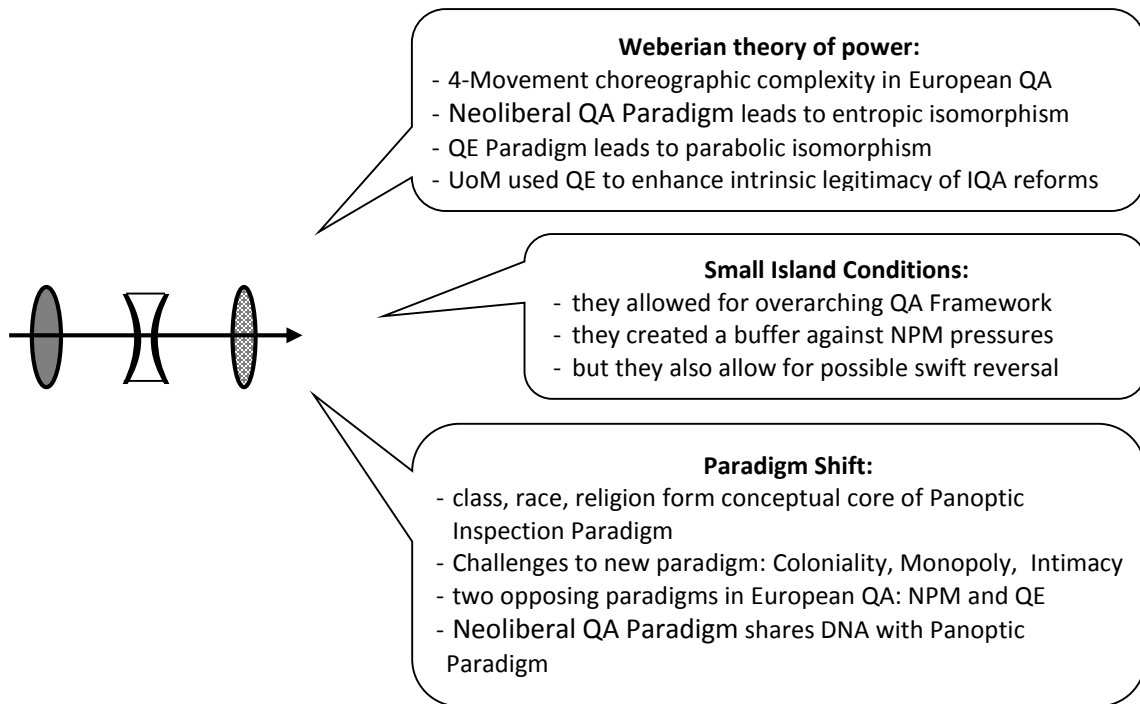 Weberian theory of power:
- 4-Movement choreographic complexity in European QA
- Neoliberal QA Paradigm leads to entropic isomorphism
- QE Paradigm leads to parabolic isomorphism
- UoM used QE to enhance intrinsic legitimacy of IQA reforms
Small Island Conditions:
- they allowed for overarching QA Framework
- they created a buffer against NPM pressures
- but they also allow for possible swift reversal
Paradigm Shift:
- class, race, religion form conceptual core of Panoptic
Inspection Paradigm
- Challenges to new paradigm: Coloniality, Monopoly, Intimacy
- two opposing paradigms in European QA: NPM and QE
- Neoliberal QA Paradigm shares DNA with Panoptic
Paradigm